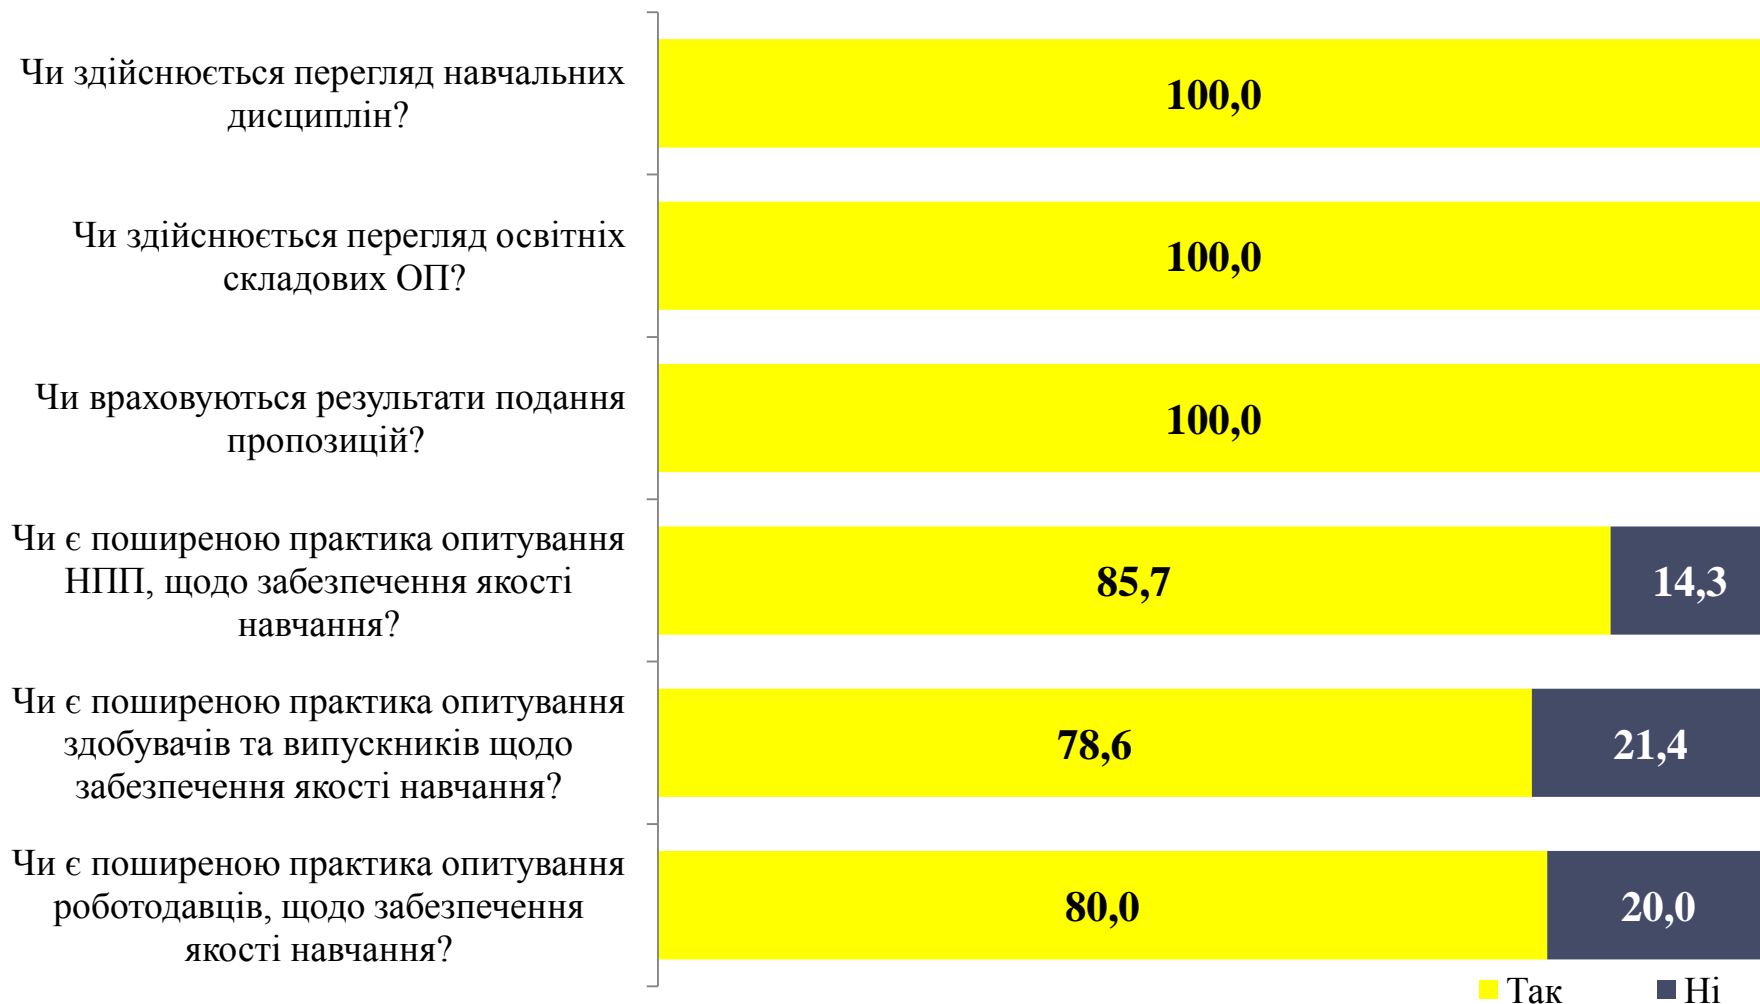 Чи здійснюється перегляд навчальних
дисциплін?
100,0
Чи здійснюється перегляд освітніх
складових ОП?
100,0
Чи враховуються результати подання
пропозицій?
100,0
Чи є поширеною практика опитування
НПП, щодо забезпечення якості
навчання?
85,7
14,3
Чи є поширеною практика опитування
здобувачів та випускників щодо
забезпечення якості навчання?
78,6
21,4
Чи є поширеною практика опитування
роботодавців, щодо забезпечення
якості навчання?
80,0
20,0
Так
Ні